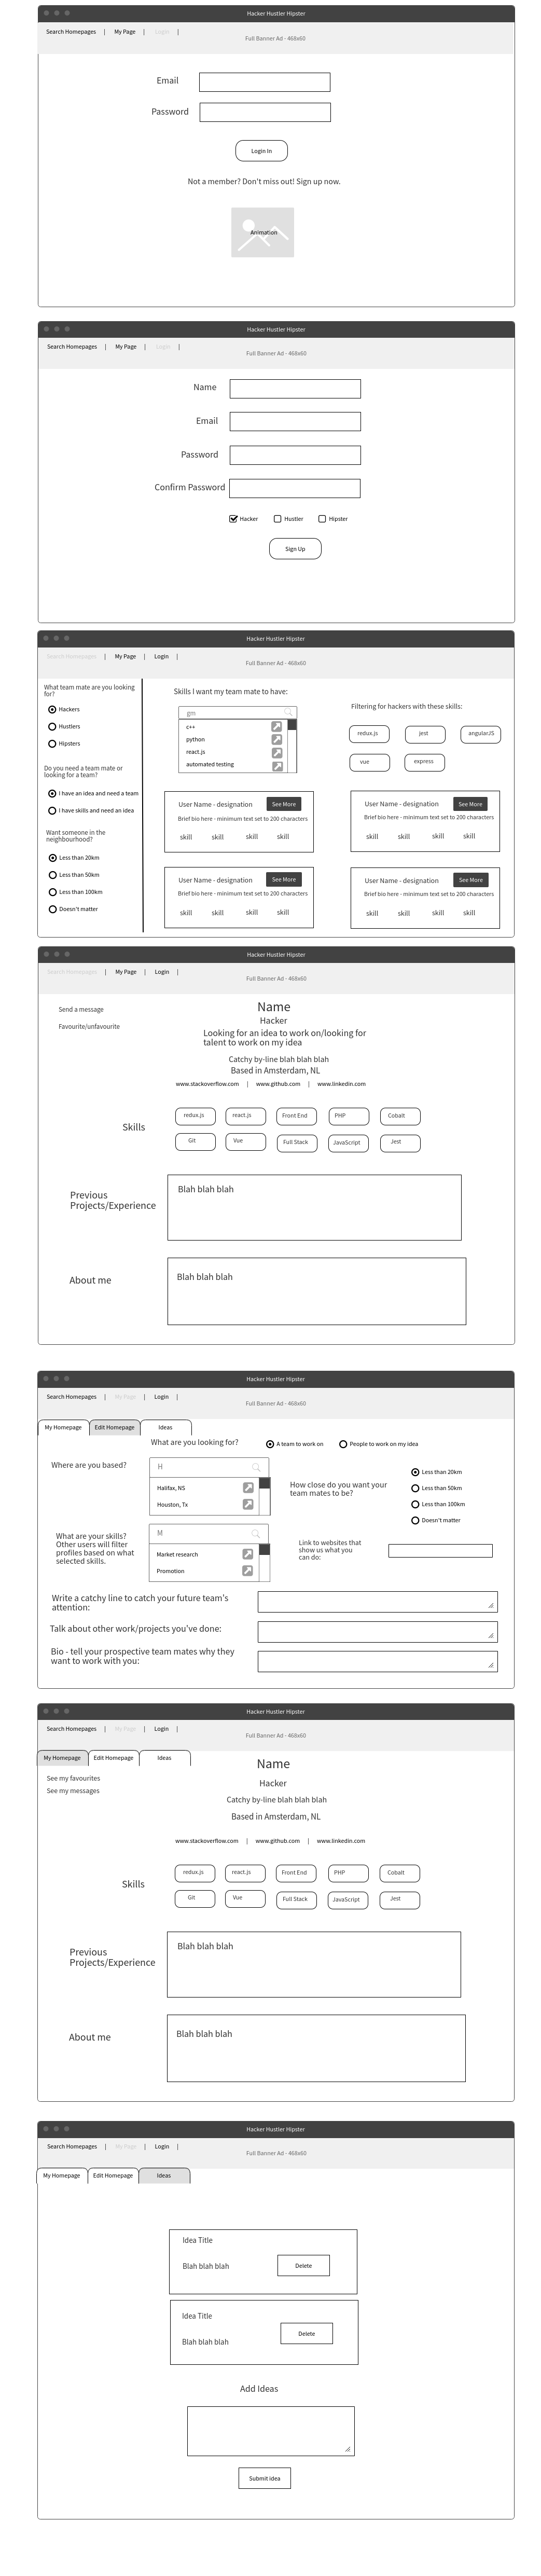 Hacker Hustler Hipster
Search Homepages | My Page | Login |
Full Banner Ad - 468x60
Email
Password
Login In
Not a member? Don't miss out! Sign up now.
Animation
Hacker Hustler Hipster
Search Homepages | My Page | Login |
Full Banner Ad - 468x60
Name
Email
Password
Confirm Password
Hacker Hustler Hipster
Sign Up
Hacker Hustler Hipster
Search Homepages | My Page | Login |
Full Banner Ad - 468x60
What team mate are you looking
for?
Hackers
Hustlers
Hipsters
Do you need a team mate or
looking for a team?
I have an idea and need a team
I have skills and need an idea
Want someone in the
neighbourhood?
Less than 20km
Less than 50km
Less than 100km
Doesn't matter
Skills I want my team mate to have:
gm
c++
python
react.js
automated testing
Filtering for hackers with these skills:
redux.js jest angularJS
vue express
User Name - designation See More
Brief bio here - minimum text set to 200 characters
skill skill skill skill
User Name - designation See More
Brief bio here - minimum text set to 200 characters
skill skill skill skill
User Name - designation See More
Brief bio here - minimum text set to 200 characters
skill skill skill skill
User Name - designation See More
Brief bio here - minimum text set to 200 characters
skill skill skill skill
Hacker Hustler Hipster
Search Homepages | My Page | Login |
Full Banner Ad - 468x60
Send a message
Favourite/unfavourite
Name
Hacker
Looking for an idea to work on/looking for
talent to work on my idea
Catchy by-line blah blah blah
Based in Amsterdam, NL
www.stackoverflow.com | www.github.com | www.linkedin.com
Skills
redux.js react.js Front End PHP Cobalt
Git Vue Full Stack JavaScript Jest
Previous
Projects/Experience
Blah blah blah
About me
Blah blah blah
Hacker Hustler Hipster
Search Homepages | My Page | Login |
Full Banner Ad - 468x60
My Homepage Edit Homepage Ideas
What are you looking for? A team to work on People to work on my idea
Where are you based?
H
Halifax, NS
Houston, Tx
How close do you want your
team mates to be?
Less than 20km
Less than 50km
Less than 100km
Doesn't matter
What are your skills?
Other users will filter
profiles based on what
selected skills.
M
Market research
Promotion
Link to websites that
show us what you
can do:
Write a catchy line to catch your future team's
attention:
Talk about other work/projects you've done:
Bio - tell your prospective team mates why they
want to work with you:
Hacker Hustler Hipster
Search Homepages | My Page | Login |
Full Banner Ad - 468x60
My Homepage Edit Homepage Ideas
See my favourites
See my messages
Name
Hacker
Catchy by-line blah blah blah
Based in Amsterdam, NL
www.stackoverflow.com | www.github.com | www.linkedin.com
Skills
redux.js react.js Front End PHP Cobalt
Git Vue Full Stack JavaScript Jest
Previous
Projects/Experience
Blah blah blah
About me
Blah blah blah
Hacker Hustler Hipster
Search Homepages | My Page | Login |
Full Banner Ad - 468x60
My Homepage Edit Homepage Ideas
Idea Title
Blah blah blah
Delete
Idea Title
Blah blah blah
Delete
Add Ideas
Submit idea